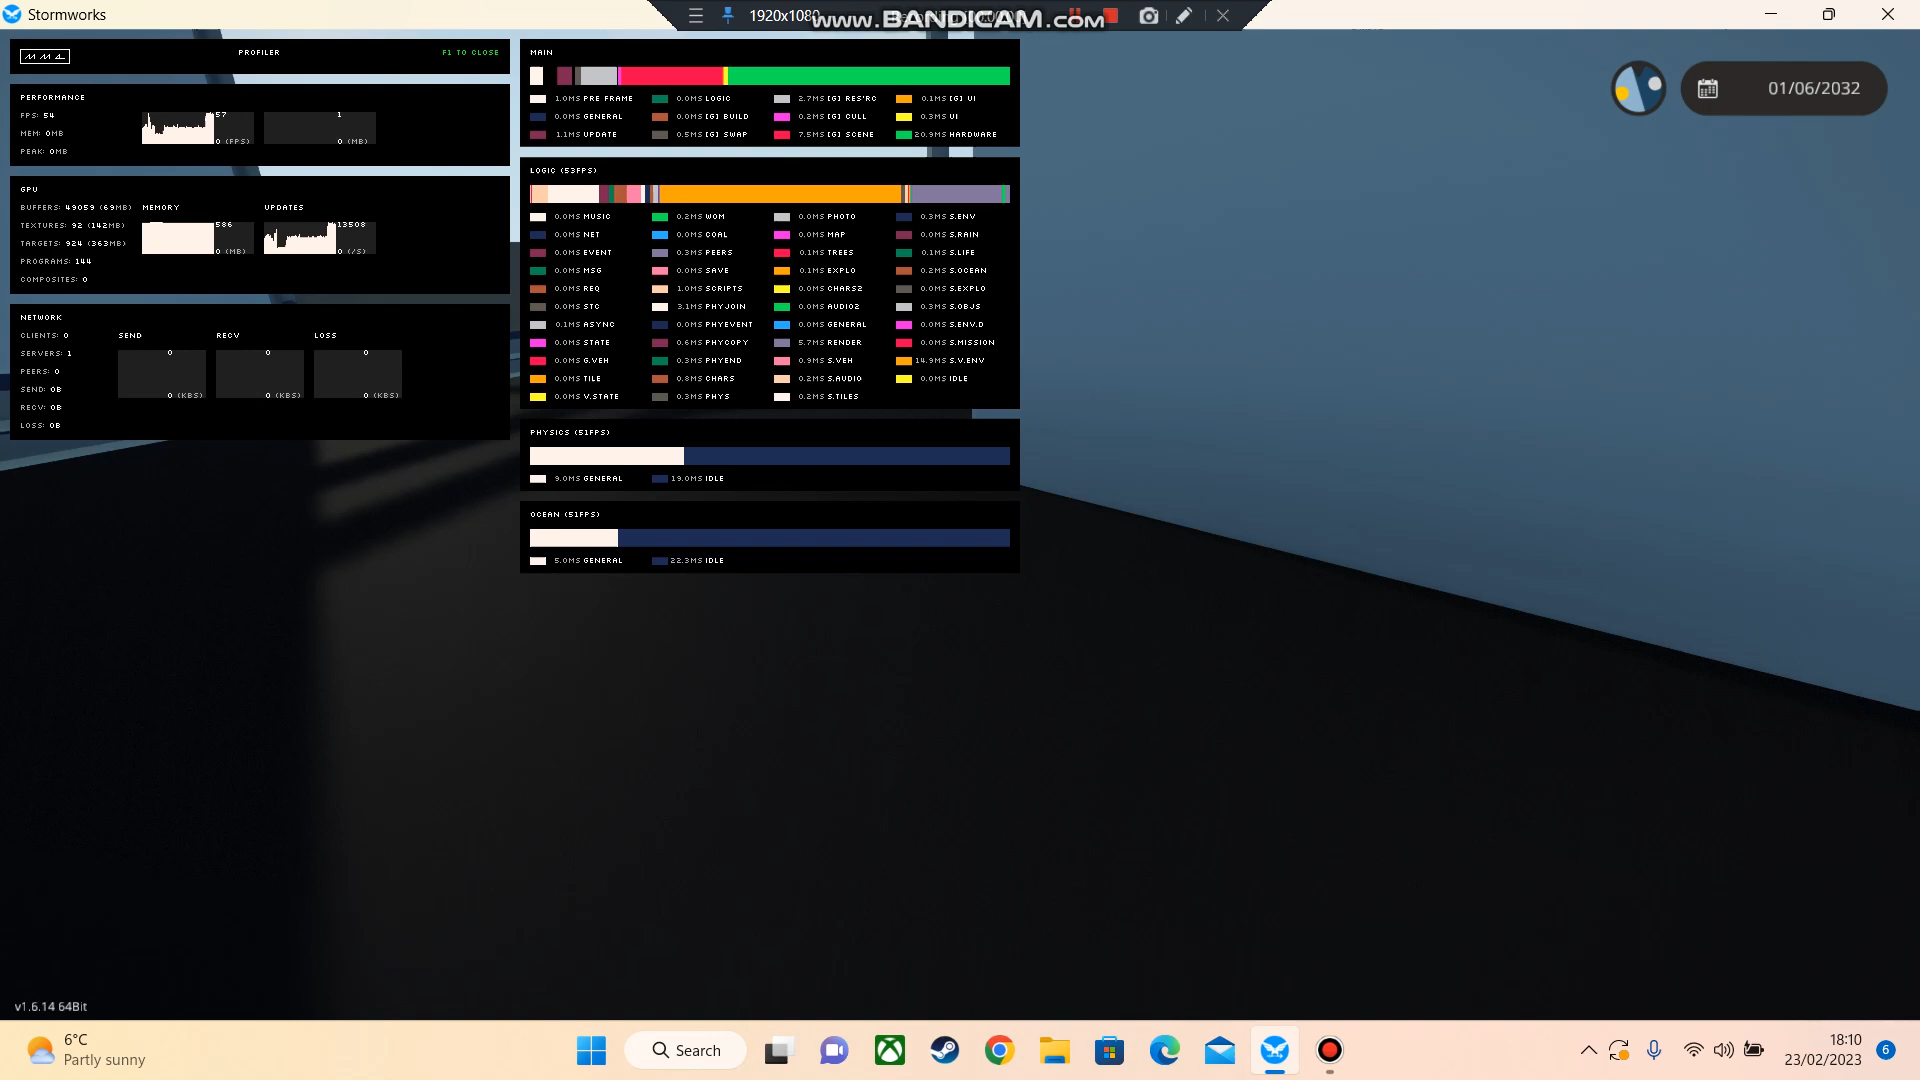 Stormworks
1920x1080
www.BANDICAM.com
PROFILER
F1 TO CLOSE
PERFORMANCE
FPS: 54
MEM: 0MB
PEAK: 0MB
57
0 (FPS)
1
0 (MB)
GPU
BUFFERS: 49059 (69MB)
TEXTURES: 92 (142MB)
TARGETS: 924 (363MB)
PROGRAMS: 144
COMPOSITES: 0
MEMORY
586
0 (MB)
UPDATES
13508
0 (/S)
NETWORK
CLIENTS: 0
SERVERS: 1
PEERS: 0
SEND: 0B
RECV: 0B
LOSS: 0B
SEND
0
0 (KBS)
RECV
0
0 (KBS)
LOSS
0
0 (KBS)
MAIN
1.0MS PRE FRAME 0.0MS LOGIC 2.7MS [G] RES'RC 0.1MS [G] UI
0.0MS GENERAL 0.0MS [G] BUILD 0.2MS [G] CULL 0.3MS UI
1.1MS UPDATE 0.5MS [G] SWAP 7.5MS [G] SCENE 20.9MS HARDWARE
LOGIC (53FPS)
0.0MS MUSIC 0.2MS WOM 0.0MS PHOTO 0.3MS S.ENV
0.0MS NET 0.0MS COAL 0.0MS MAP 0.0MS S.RAIN
0.0MS EVENT 0.3MS PEERS 0.1MS TREES 0.1MS S.LIFE
0.0MS MSG 0.0MS SAVE 0.1MS EXPLO 0.2MS S.OCEAN
0.0MS REQ 1.0MS SCRIPTS 0.0MS CHARS2 0.0MS S.EXPLO
0.0MS STC 3.1MS PHYJOIN 0.0MS AUDIO2 0.3MS S.OBJS
0.1MS ASYNC 0.0MS PHYEVENT 0.0MS GENERAL 0.0MS S.ENV.D
0.0MS STATE 0.6MS PHYCOPY 5.7MS RENDER 0.0MS S.MISSION
0.0MS G.VEH 0.3MS PHYEND 0.9MS S.VEH 14.9MS S.V.ENV
0.0MS TILE 0.8MS CHARS 0.2MS S.AUDIO 0.0MS IDLE
0.0MS V.STATE 0.3MS PHYS 0.2MS S.TILES
PHYSICS (51FPS)
9.0MS GENERAL 19.0MS IDLE
OCEAN (51FPS)
5.0MS GENERAL 22.3MS IDLE
01/06/2032
v1.6.14 64Bit
6°C
Partly sunny
Search
18:10
23/02/2023
6